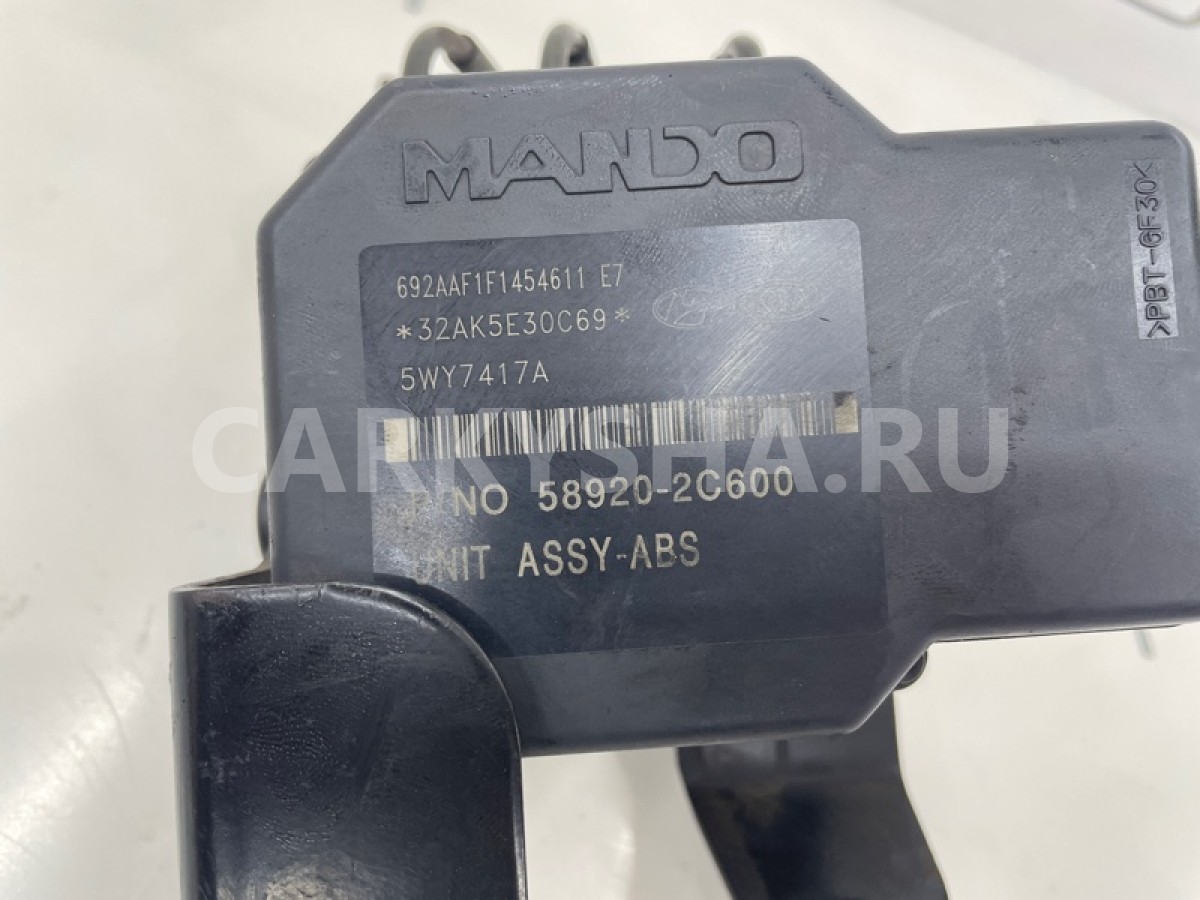 MANDO
692AAF1F1454611 E7
*32AK5E30C69*
5WY7417A
CARKYSHA.RU
NO 58920-2C600
UNIT ASSY-ABS
>PBT-GF30<